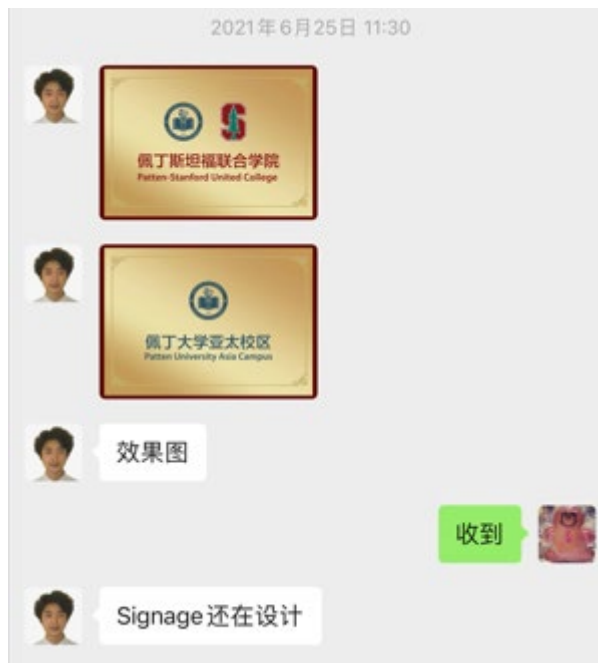 2021年6月25日 11:30
佩丁斯坦福联合学院
Patten-Stanford United College
佩丁大学亚太校区
Patten University Asia Campus
效果图
收到
Signage还在设计